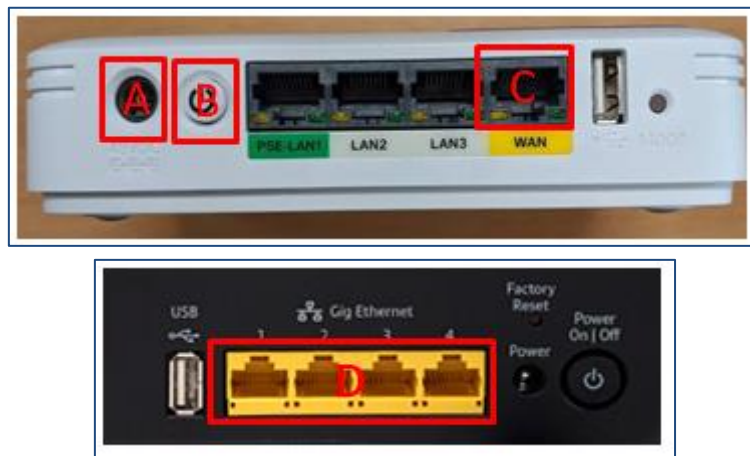 A
B
C
PSE-LAN1 LAN2 LAN3 WAN
USB
Gig Ethernet
1 2 3 4
Factory
Reset
Power
On | Off
Power
D